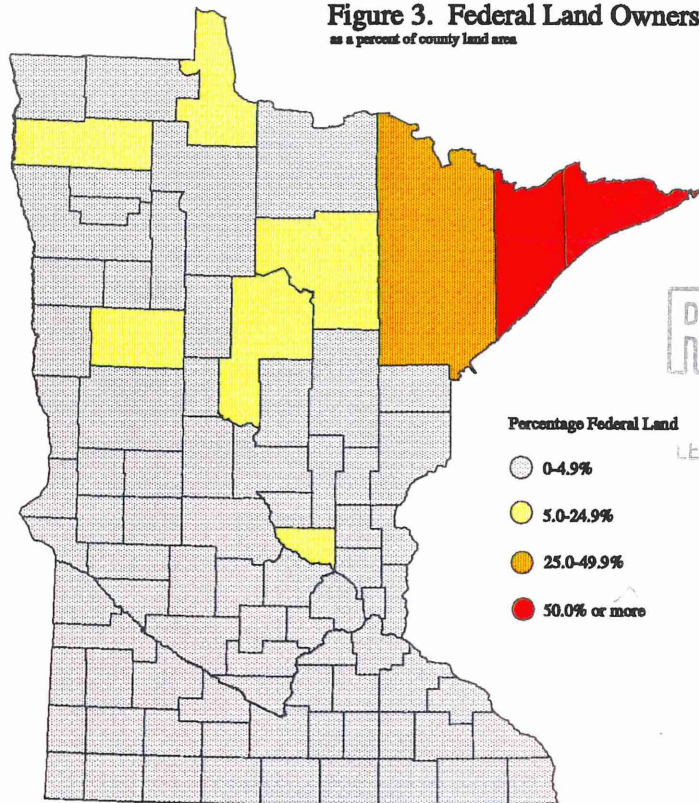 Figure 3. Federal Land Owners
as a percent of county land area
Percentage Federal Land
0-4.9%
5.0-24.9%
25.0-49.9%
50.0% or more